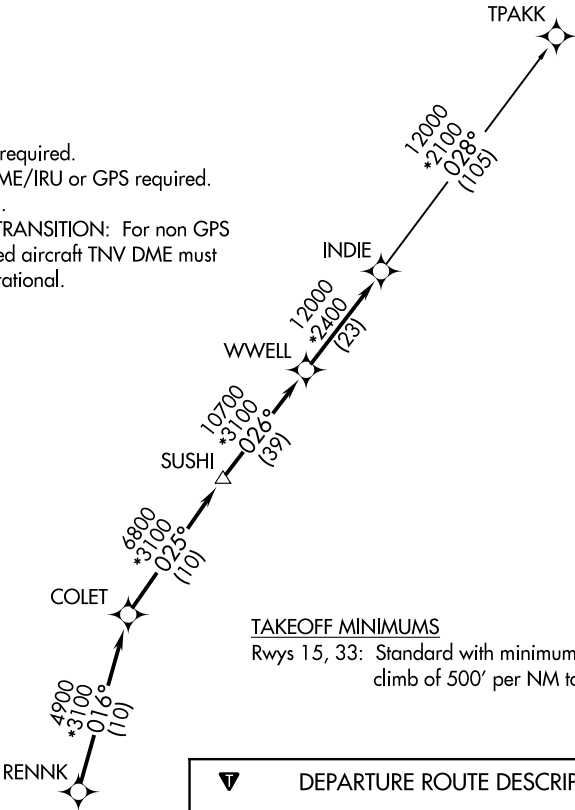 TPAKK
12000
*2100
028°
(105)
required.
ME/IRU or GPS required.
.
TRANSITION: For non GPS
ed aircraft TNV DME must
rational.
INDIE
12000
*2400
(23)
WWELL
10700
*3100
026°
(39)
SUSHI
6800
*3100
025°
(10)
COLET
TAKEOFF MINIMUMS
Rwys 15, 33: Standard with minimum
climb of 500' per NM to
4900
*3100
016°
(10)
RENNK
T DEPARTURE ROUTE DESCRIP